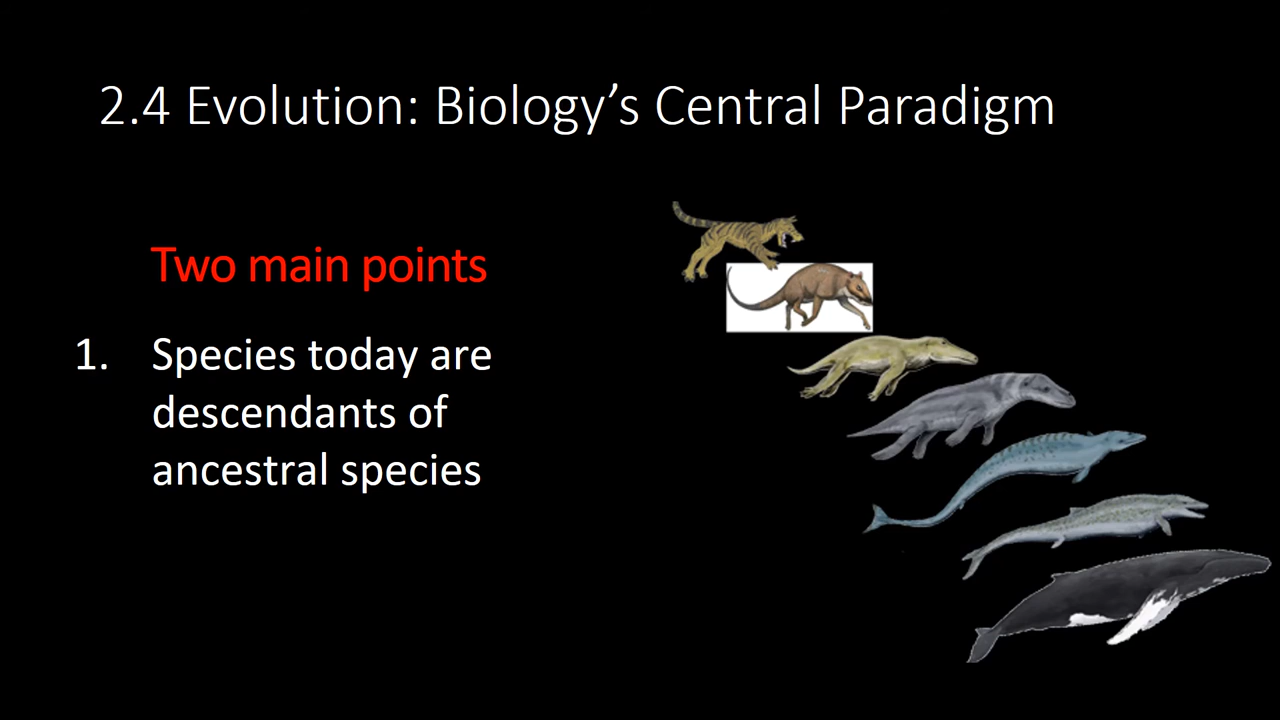 2.4 Evolution: Biology’s Central Paradigm
Two main points
1. Species today are
descendants of
ancestral species